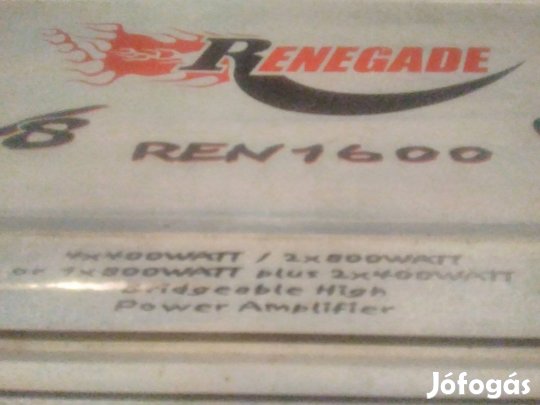 RENEGADE
REN1600
4x400WATT / 2x800WATT
or 1x800WATT plus 2x400WATT
Bridgeable High
Power Amplifier
Jófogás